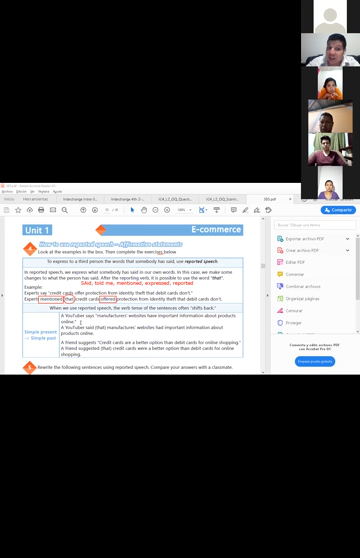 Inicio
Herramientas
Interchange Intro-3...
Interchange 4th 2-...
Compartir
Unit 1
E-commerce
How to use reported speech – Affirmative statements
Look at the examples in the box. Then complete the exercises below
To express to a third person the words that somebody has said, use reported speech.
In reported speech, we express what somebody said in our own words. In this case, we make some
changes to what the person has said. After the reporting verb, it is possible to use the word "that".
SAid, told me, mentioned, expressed, reported
Example:
Experts say "credit cards offer protection from identity theft that debit cards don't."
Experts mentioned that credit cards offered protection from identity theft that debit cards don't.
When we use reported speech, the verb tense of the sentences often "shifts back."
Simple present
→ Simple past
A YouTuber says "manufacturers' websites have important information about products
online."
A YouTuber said (that) manufacturers' websites had important information about
products online.
A friend suggests "Credit cards are a better option than debit cards for online shopping."
A friend suggested (that) credit cards were a better option than debit cards for online
shopping.
Rewrite the following sentences using reported speech. Compare your answers with a classmate.
Exportar archivo PDF
Crear archivo PDF
Editar PDF
Comentar
Combinar archivos
Organizar páginas
Censurar
Proteger